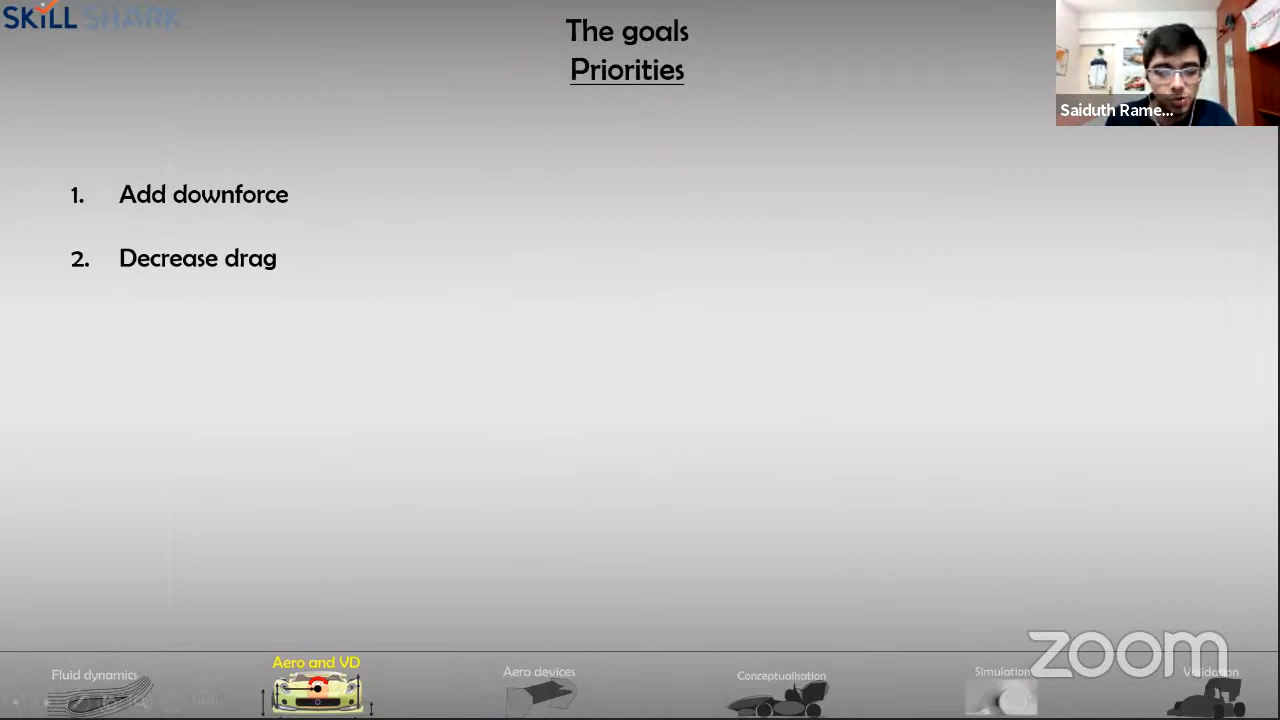 SKILL SHARK
The goals
Priorities
Saiduth Rame...
1. Add downforce
2. Decrease drag
zoom
Fluid dynamics
Aero and VD
Aero devices
Conceptualisation
Simulation
Validation